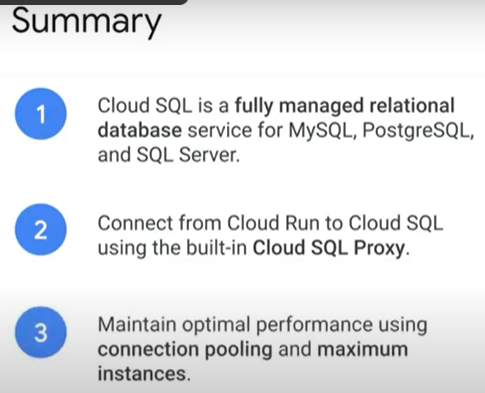 Summary
1
Cloud SQL is a fully managed relational
database service for MySQL, PostgreSQL,
and SQL Server.
2
Connect from Cloud Run to Cloud SQL
using the built-in Cloud SQL Proxy.
3
Maintain optimal performance using
connection pooling and maximum
instances.